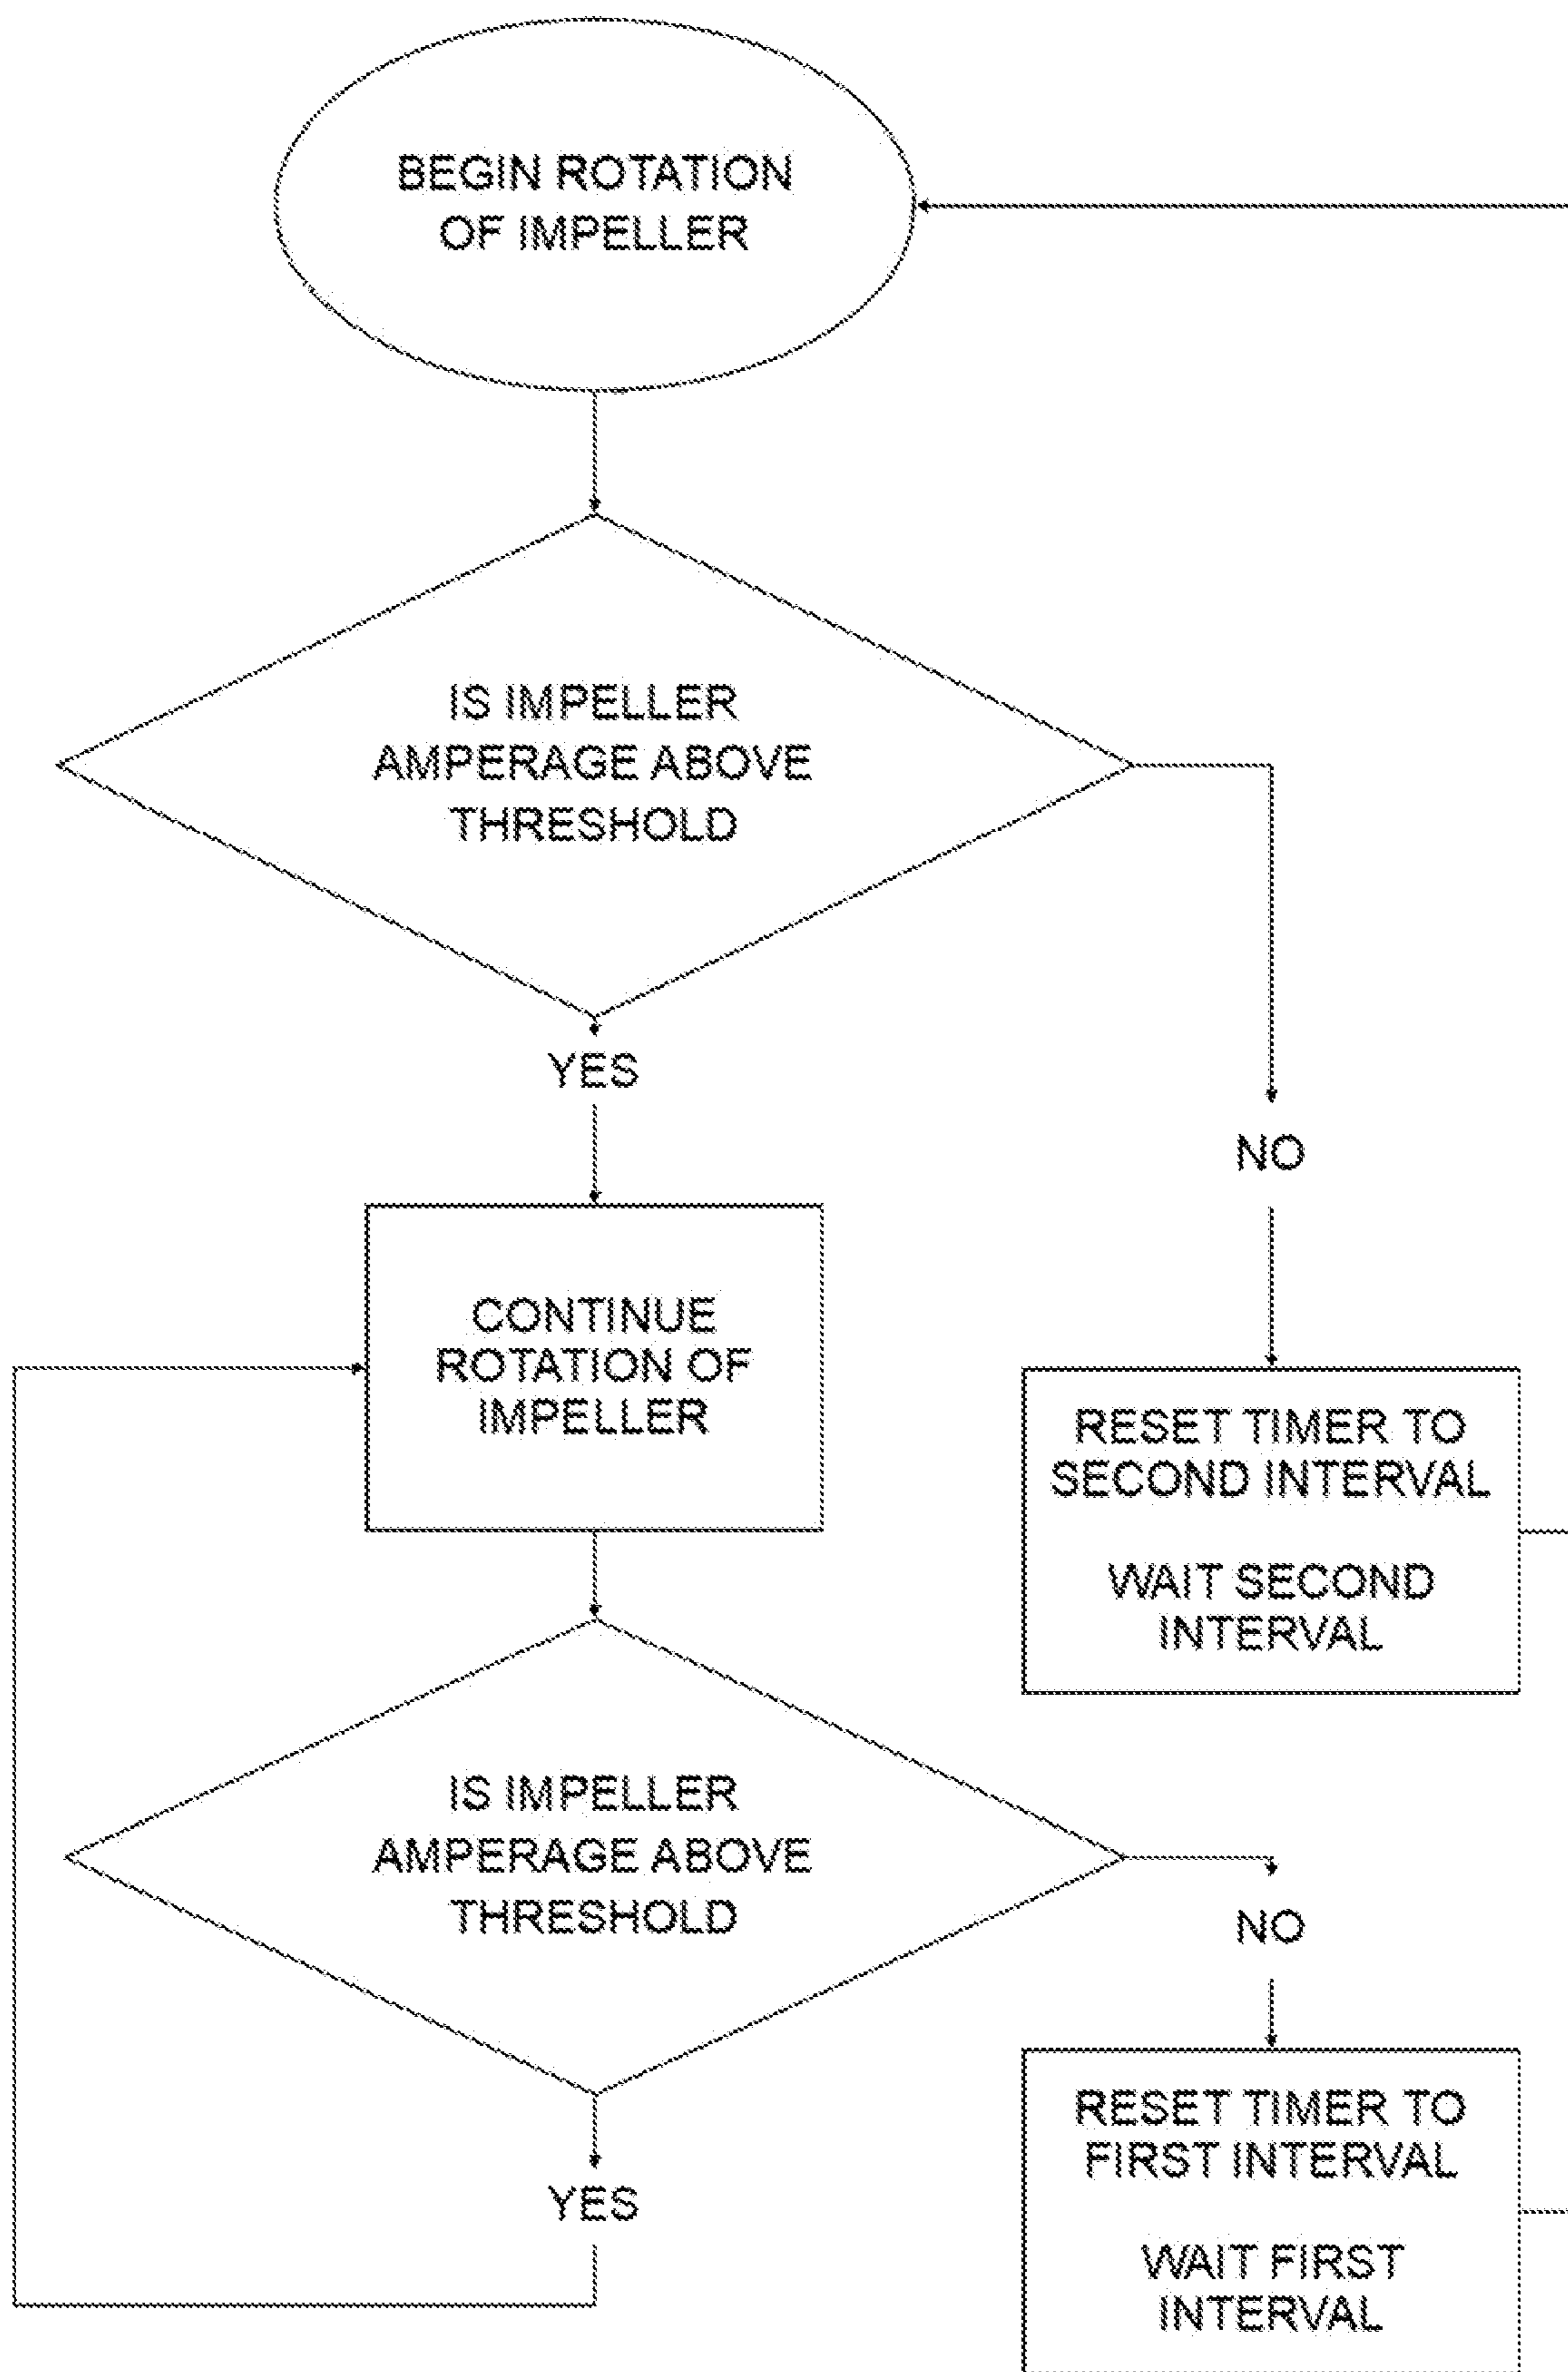 BEGIN ROTATION
OF IMPELLER
IS IMPELLER
AMPERAGE ABOVE
THRESHOLD
YES
NO
CONTINUE
ROTATION OF
IMPELLER
RESET TIMER TO
SECOND INTERVAL
WAIT SECOND
INTERVAL
IS IMPELLER
AMPERAGE ABOVE
THRESHOLD
NO
YES
RESET TIMER TO
FIRST INTERVAL
WAIT FIRST
INTERVAL